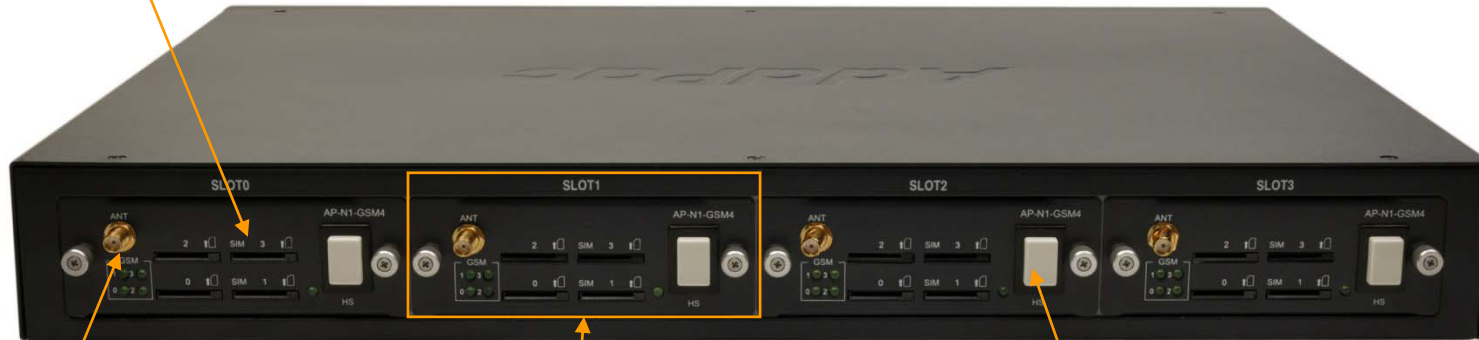 AddPac
SLOT0 SLOT1 SLOT2 SLOT3
ANT AP-N1-GSM4 ANT AP-N1-GSM4 ANT AP-N1-GSM4 ANT AP-N1-GSM4
2 SIM 3 2 SIM 3 2 SIM 3 2 SIM 3
GSM GSM GSM GSM
1 3 1 3 1 3 1 3
0 2 0 SIM 1 0 2 0 SIM 1 0 2 0 SIM 1 0 2 0 SIM 1
HS HS HS HS